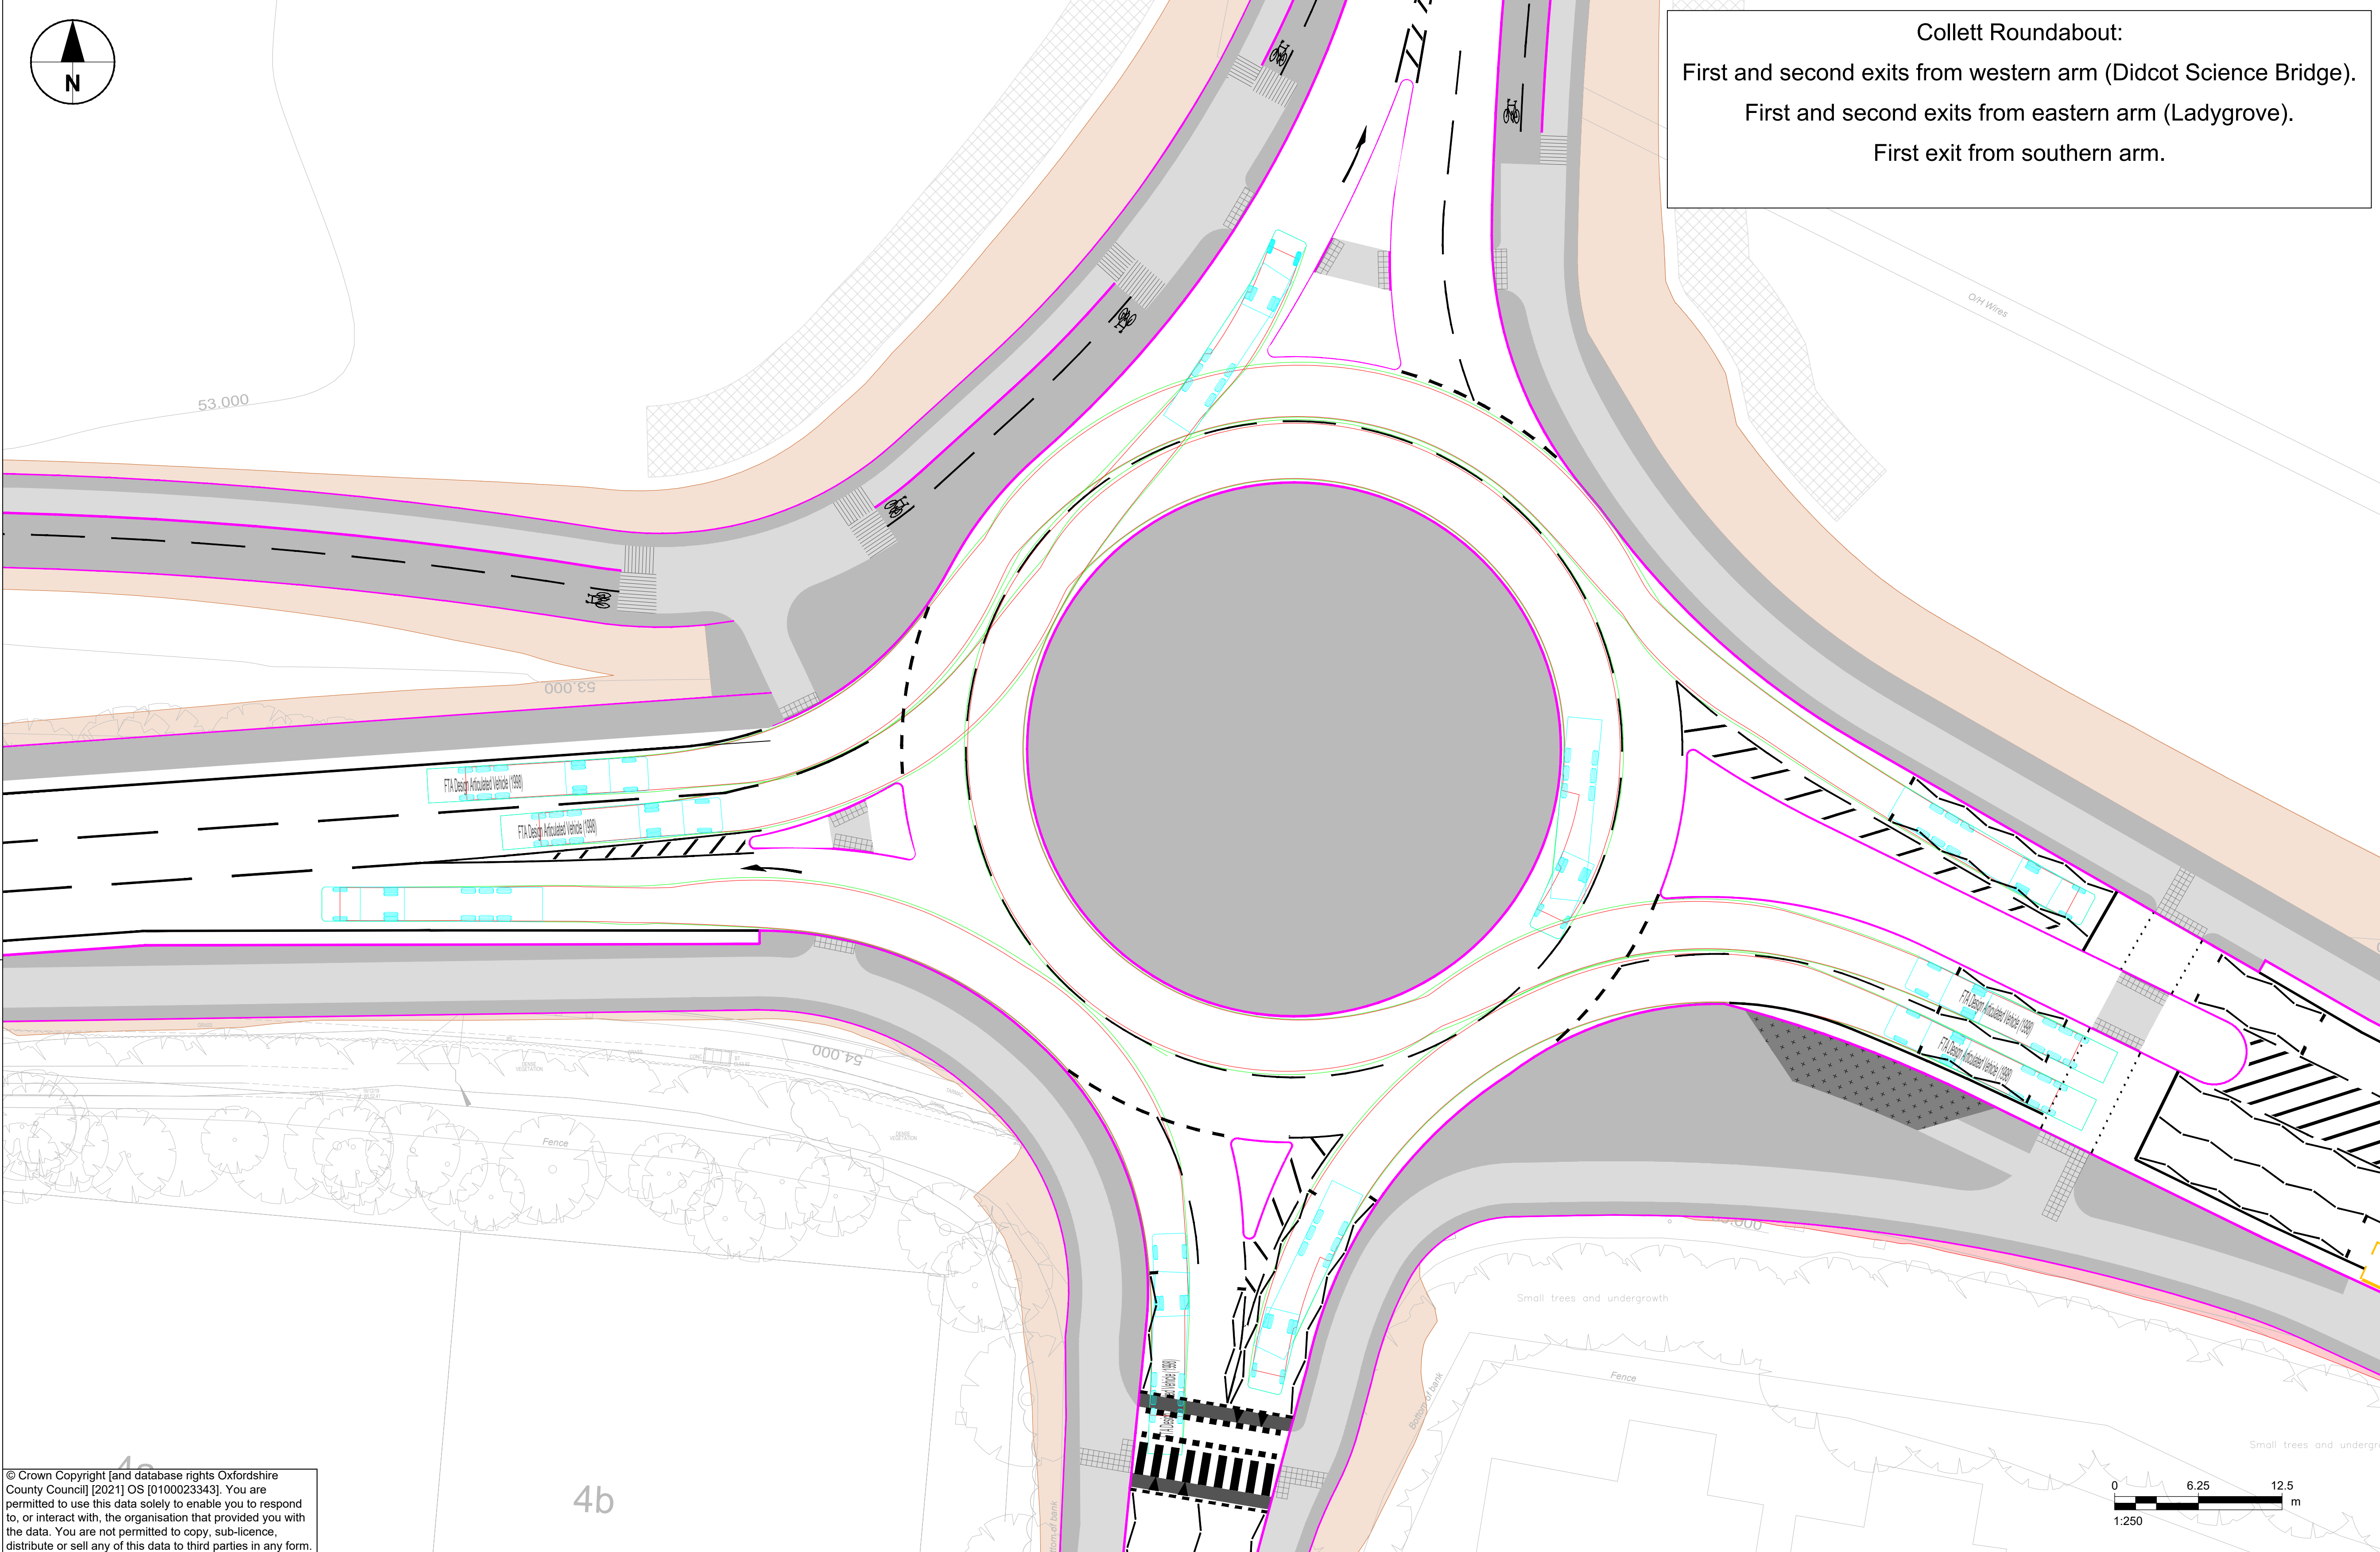 N
Collett Roundabout:
First and second exits from western arm (Didcot Science Bridge).
First and second exits from eastern arm (Ladygrove).
First exit from southern arm.
O/H Wires
53.000
53.000
FTA Design Articulated Vehicle (1998)
FTA Design Articulated Vehicle (1998)
FTA Design Articulated Vehicle (1998)
FTA Design Articulated Vehicle (1998)
54.000
DENSE
VEGETATION
DENSE
VEGETATION
Fence
Small trees and undergrowth
Fence
Bottom of bank
Small trees and
4b
© Crown Copyright [and database rights Oxfordshire
County Council] [2021] OS [0100023343]. You are
permitted to use this data solely to enable you to respond
to, or interact with, the organisation that provided you with
the data. You are not permitted to copy, sub-licence,
distribute or sell any of this data to third parties in any form.
0 6.25 12.5
m
1:250